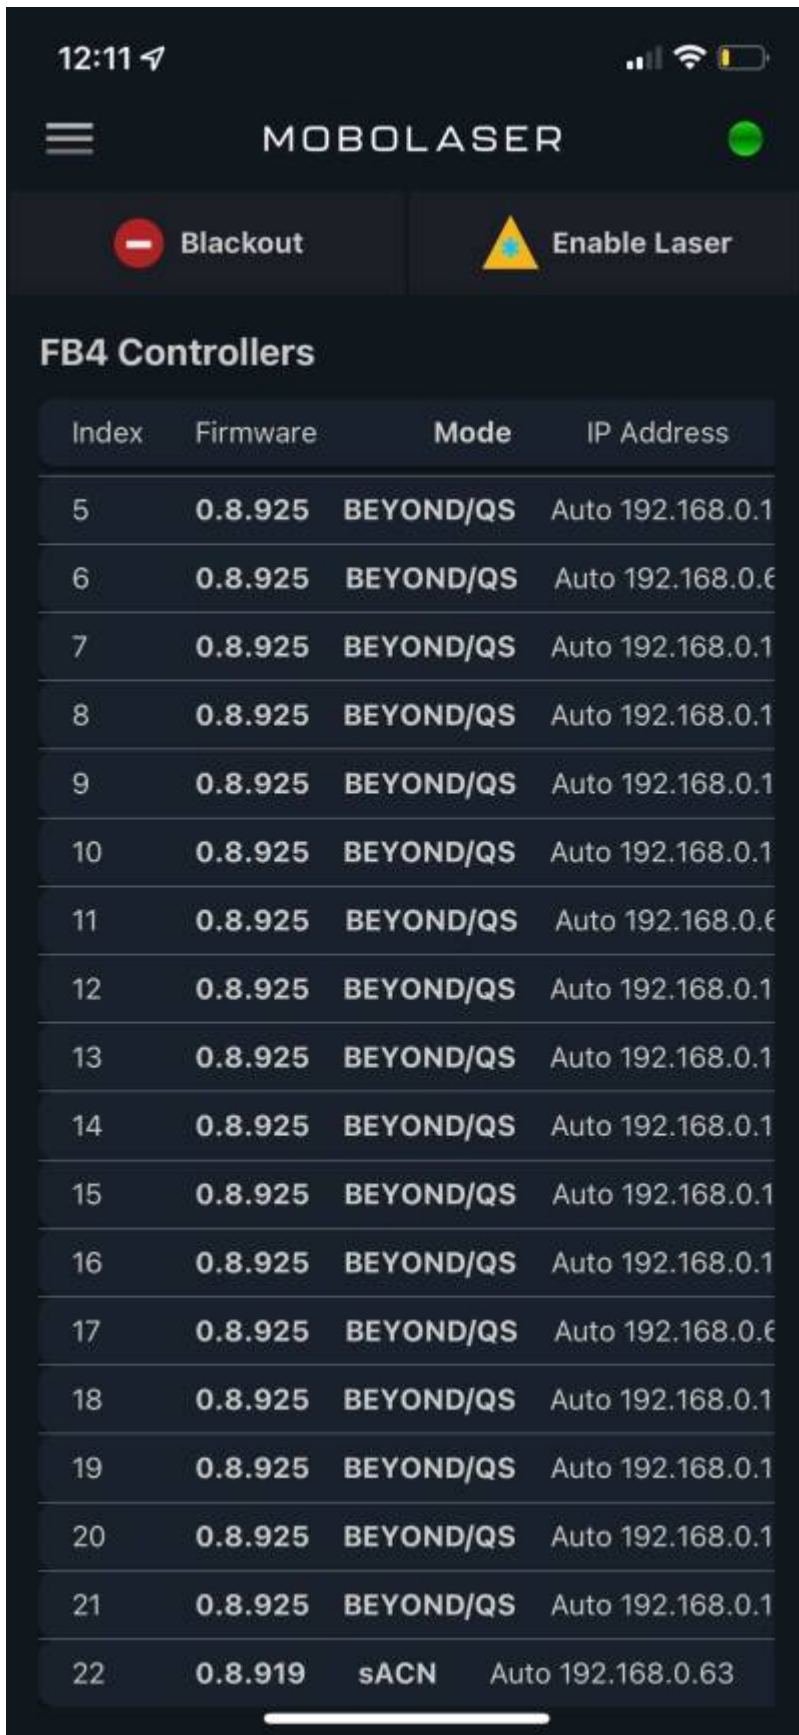 12:11
MOBOLASER
Blackout Enable Laser
FB4 Controllers
Index Firmware Mode IP Address
5 0.8.925 BEYOND/QS Auto 192.168.0.1
6 0.8.925 BEYOND/QS Auto 192.168.0.6
7 0.8.925 BEYOND/QS Auto 192.168.0.1
8 0.8.925 BEYOND/QS Auto 192.168.0.1
9 0.8.925 BEYOND/QS Auto 192.168.0.1
10 0.8.925 BEYOND/QS Auto 192.168.0.1
11 0.8.925 BEYOND/QS Auto 192.168.0.6
12 0.8.925 BEYOND/QS Auto 192.168.0.1
13 0.8.925 BEYOND/QS Auto 192.168.0.1
14 0.8.925 BEYOND/QS Auto 192.168.0.1
15 0.8.925 BEYOND/QS Auto 192.168.0.1
16 0.8.925 BEYOND/QS Auto 192.168.0.1
17 0.8.925 BEYOND/QS Auto 192.168.0.6
18 0.8.925 BEYOND/QS Auto 192.168.0.1
19 0.8.925 BEYOND/QS Auto 192.168.0.1
20 0.8.925 BEYOND/QS Auto 192.168.0.1
21 0.8.925 BEYOND/QS Auto 192.168.0.1
22 0.8.919 sACN Auto 192.168.0.63